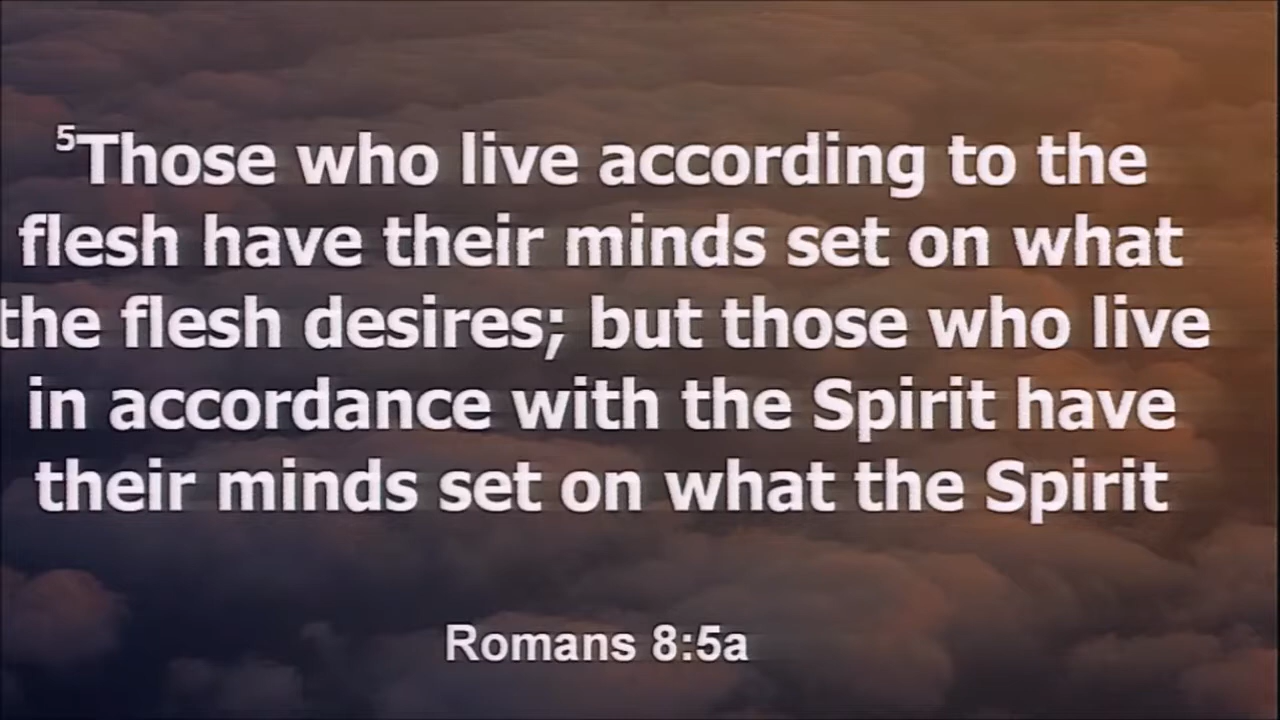 ⁵Those who live according to the
flesh have their minds set on what
the flesh desires; but those who live
in accordance with the Spirit have
their minds set on what the Spirit
Romans 8:5a